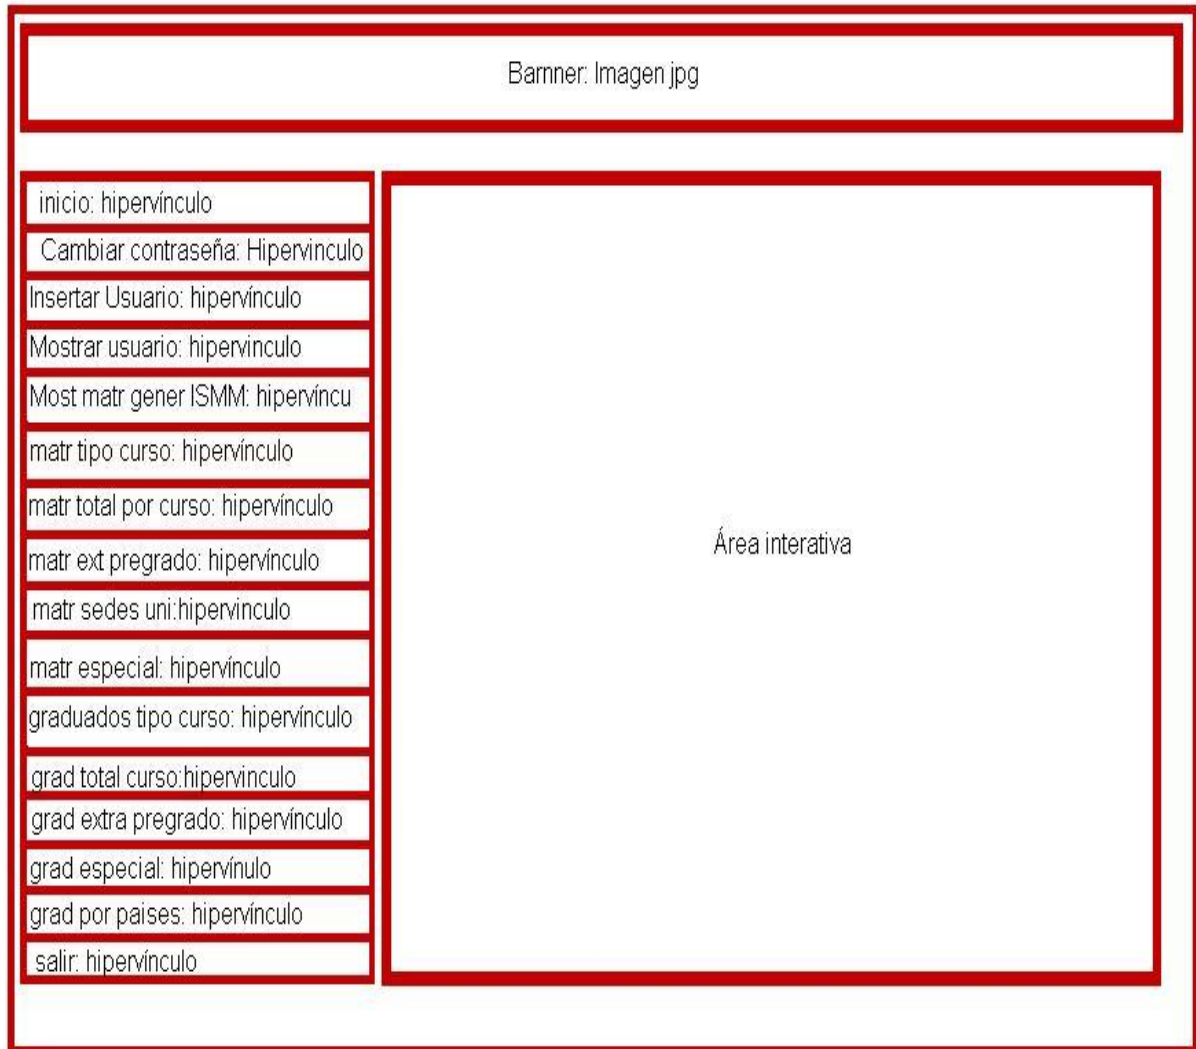 Barnner: Imagen jpg
inicio: hipervínculo
Cambiar contraseña: Hipervinculo
Insertar Usuario: hipervínculo
Mostrar usuario: hipervinculo
Most matr gener ISMM: hipervíncu
matr tipo curso: hipervínculo
matr total por curso: hipervínculo
matr ext pregrado: hipervínculo
matr sedes uni:hipervinculo
matr especial: hipervínculo
graduados tipo curso: hipervínculo
grad total curso:hipervinculo
grad extra pregrado: hipervínculo
grad especial: hipervínulo
grad por paises: hipervínculo
salir: hipervínculo
Área interativa